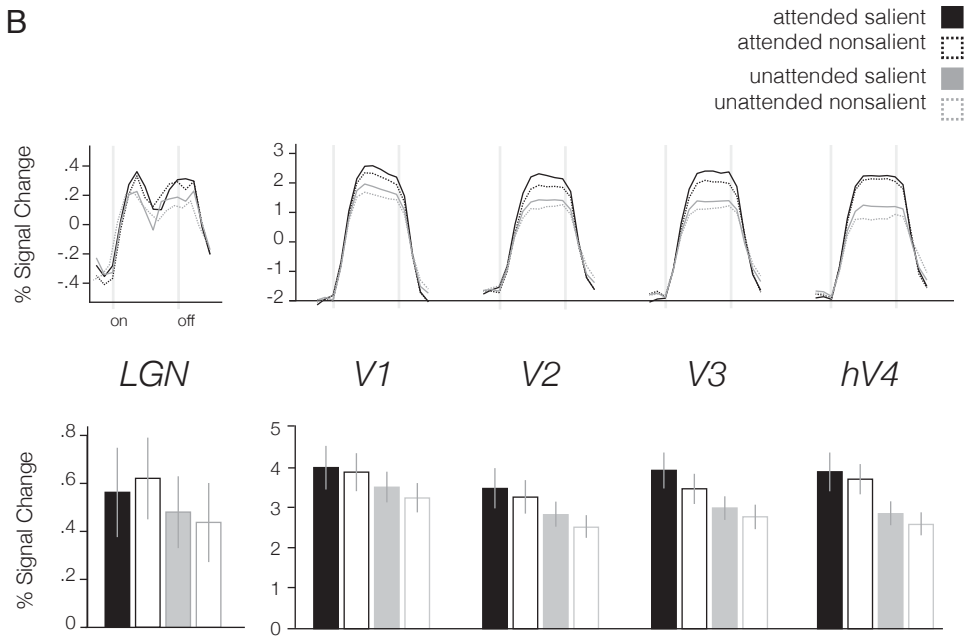 B
attended salient
attended nonsalient
unattended salient
unattended nonsalient
% Signal Change
.4
.2
0
-.2
-.4
on
off
3
2
1
0
-1
-2
LGN
V1
V2
V3
hV4
% Signal Change
.8
.6
.4
.2
0
5
4
3
2
1
0